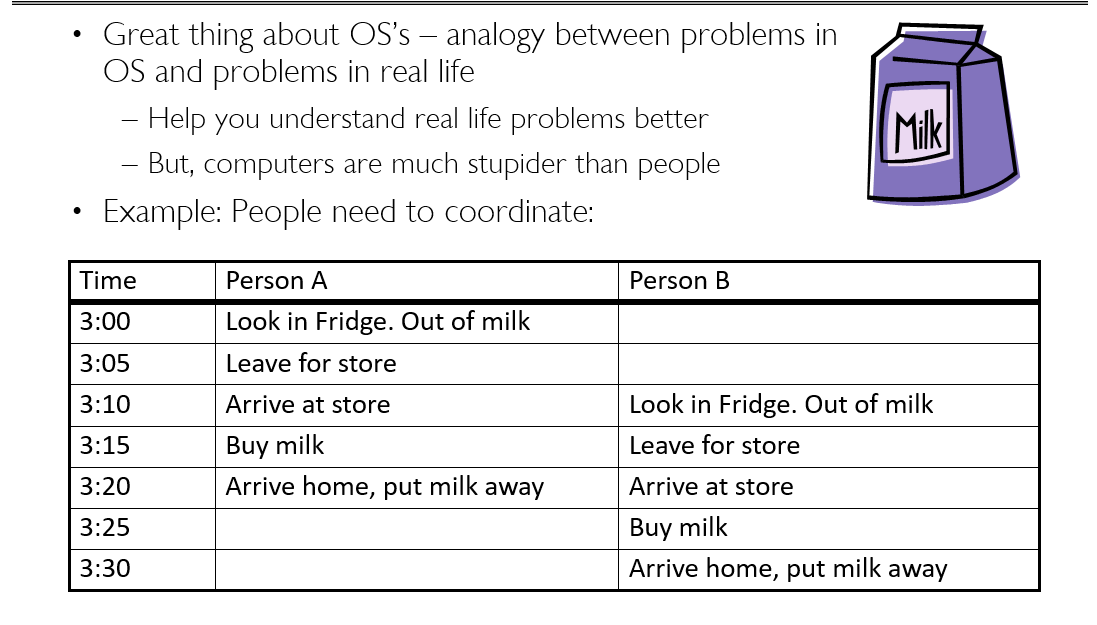 • Great thing about OS’s – analogy between problems in
OS and problems in real life
– Help you understand real life problems better
– But, computers are much stupider than people
• Example: People need to coordinate:
Milk
Time Person A Person B
3:00 Look in Fridge. Out of milk
3:05 Leave for store
3:10 Arrive at store Look in Fridge. Out of milk
3:15 Buy milk Leave for store
3:20 Arrive home, put milk away Arrive at store
3:25 Buy milk
3:30 Arrive home, put milk away